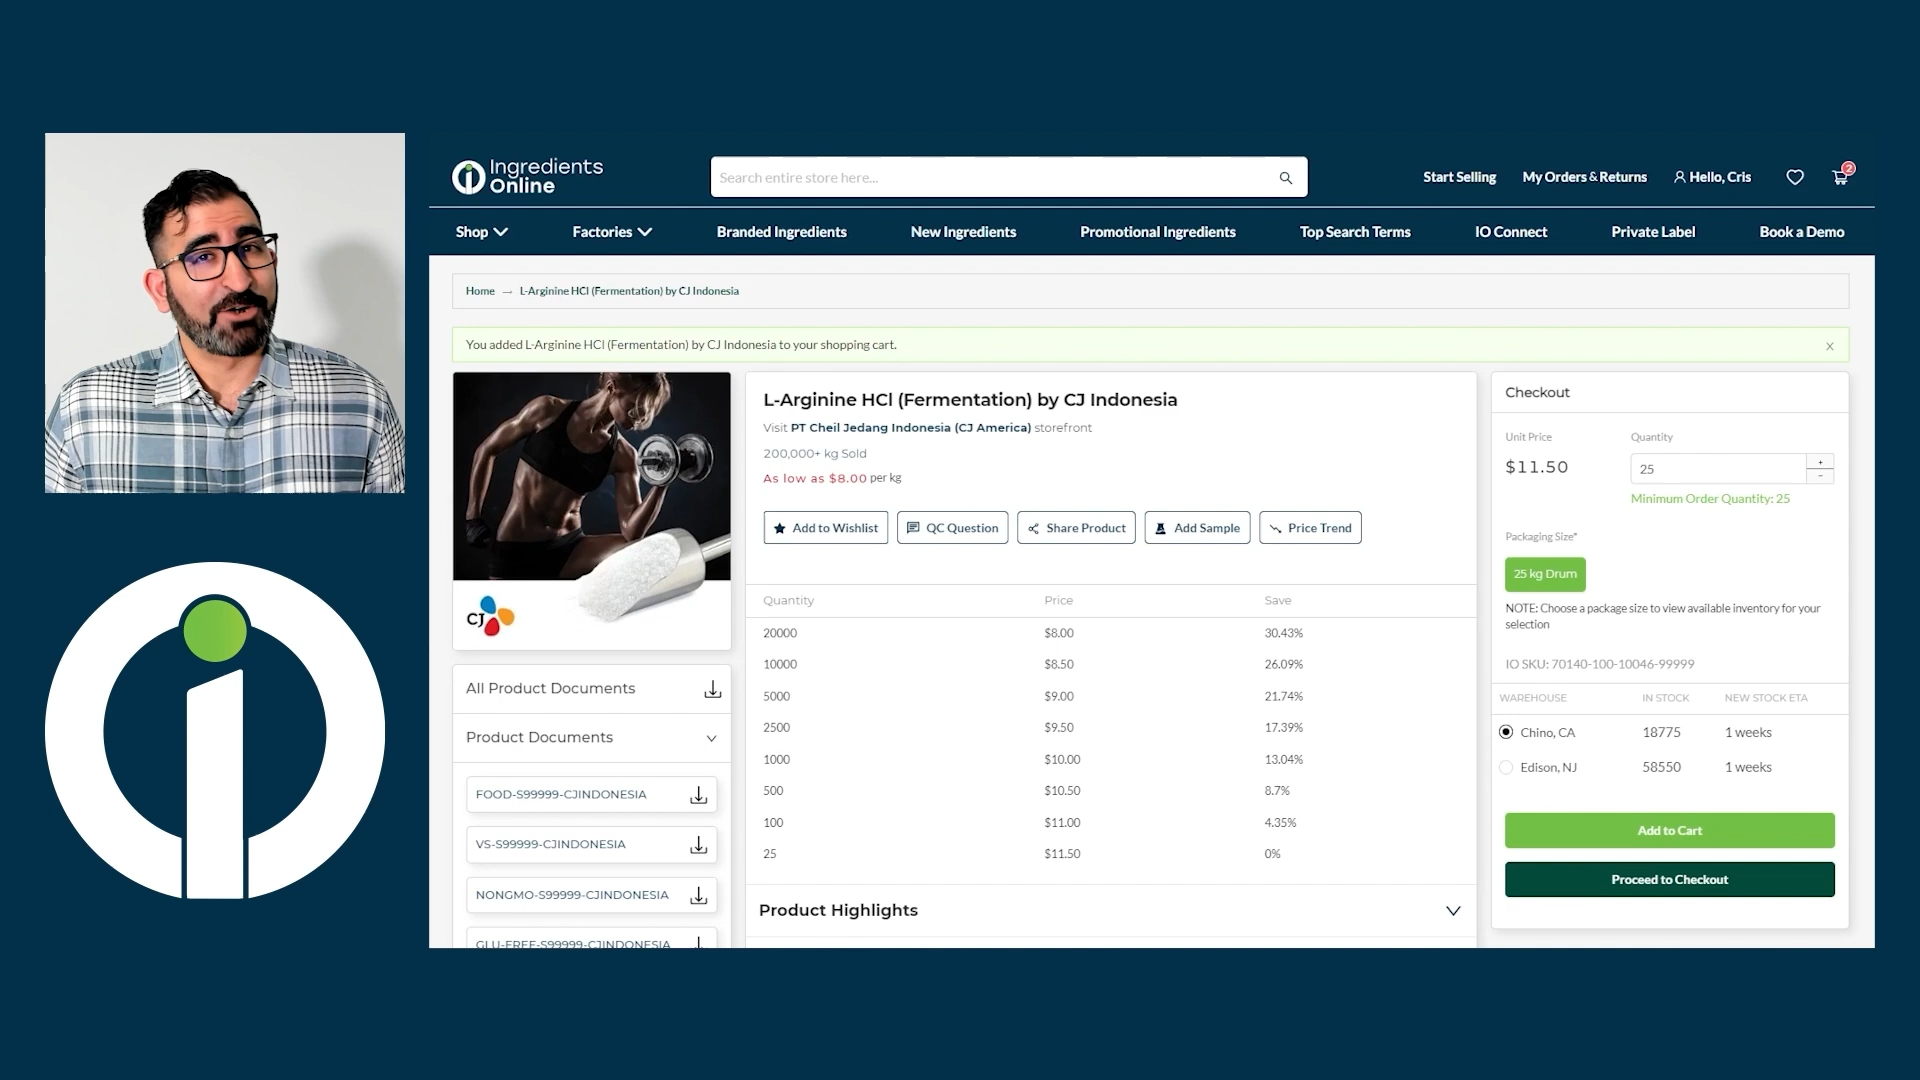 Ingredients
Online
Search entire store here...
Start Selling
My Orders & Returns
Hello, Cris
2
Shop
Factories
Branded Ingredients
New Ingredients
Promotional Ingredients
Top Search Terms
IO Connect
Private Label
Book a Demo
Home → L-Arginine HCl (Fermentation) by CJ Indonesia
You added L-Arginine HCl (Fermentation) by CJ Indonesia to your shopping cart.
x
CJ
All Product Documents
Product Documents
FOOD-S99999-CJINDONESIA
VS-S99999-CJINDONESIA
NONGMO-S99999-CJINDONESIA
GLU-FREE-S99999-CJINDONESIA
L-Arginine HCl (Fermentation) by CJ Indonesia
Visit PT Cheil Jedang Indonesia (CJ America) storefront
200,000+ kg Sold
As low as $8.00 per kg
Add to Wishlist
QC Question
Share Product
Add Sample
Price Trend
Quantity Price Save
20000 $8.00 30.43%
10000 $8.50 26.09%
5000 $9.00 21.74%
2500 $9.50 17.39%
1000 $10.00 13.04%
500 $10.50 8.7%
100 $11.00 4.35%
25 $11.50 0%
Product Highlights
Checkout
Unit Price Quantity
$11.50 25
+
-
Minimum Order Quantity: 25
Packaging Size*
25 kg Drum
NOTE: Choose a package size to view available inventory for your
selection
IO SKU: 70140-100-10046-99999
WAREHOUSE IN STOCK NEW STOCK ETA
Chino, CA 18775 1 weeks
Edison, NJ 58550 1 weeks
Add to Cart
Proceed to Checkout